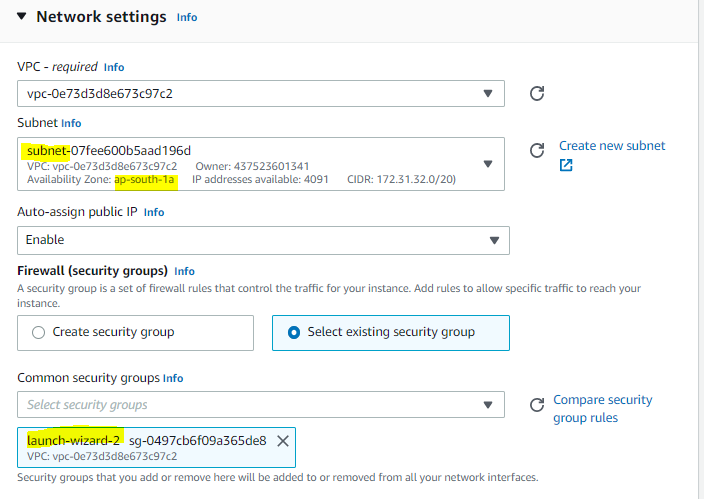 Network settings Info
VPC - required Info
vpc-0e73d3d8e673c97c2
Subnet Info
subnet-07fee600b5aad196d
VPC: vpc-0e73d3d8e673c97c2 Owner: 437523601341
Availability Zone: ap-south-1a IP addresses available: 4091 CIDR: 172.31.32.0/20)
Create new subnet
Auto-assign public IP Info
Enable
Firewall (security groups) Info
A security group is a set of firewall rules that control the traffic for your instance. Add rules to allow specific traffic to reach your
instance.
Create security group
Select existing security group
Common security groups Info
Select security groups
Compare security
group rules
launch-wizard-2 sg-0497cb6f09a365de8
VPC: vpc-0e73d3d8e673c97c2
Security groups that you add or remove here will be added to or removed from all your network interfaces.